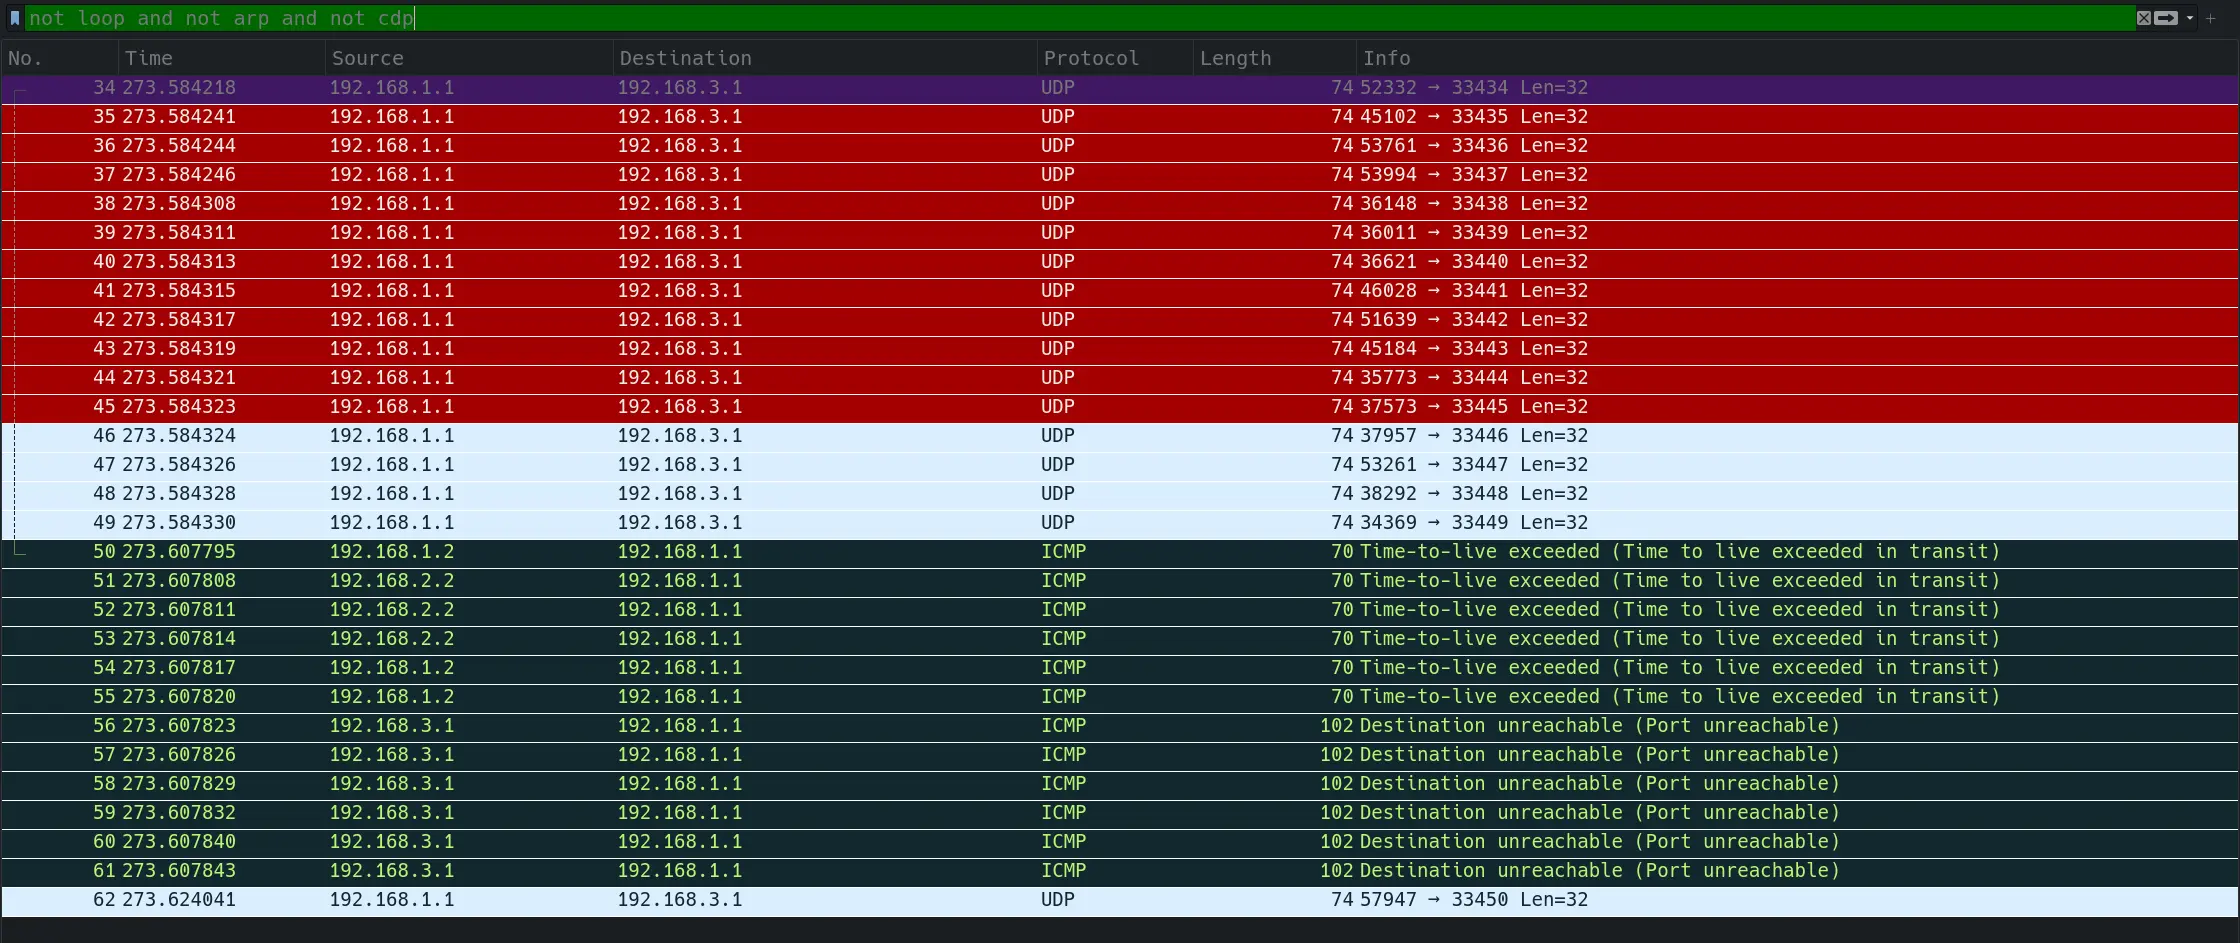 not loop and not arp and not cdp
No. Time Source Destination Protocol Length Info
34 273.584218 192.168.1.1 192.168.3.1 UDP 74 52332 → 33434 Len=32
35 273.584241 192.168.1.1 192.168.3.1 UDP 74 45102 → 33435 Len=32
36 273.584244 192.168.1.1 192.168.3.1 UDP 74 53761 → 33436 Len=32
37 273.584246 192.168.1.1 192.168.3.1 UDP 74 53994 → 33437 Len=32
38 273.584308 192.168.1.1 192.168.3.1 UDP 74 36148 → 33438 Len=32
39 273.584311 192.168.1.1 192.168.3.1 UDP 74 36011 → 33439 Len=32
40 273.584313 192.168.1.1 192.168.3.1 UDP 74 36621 → 33440 Len=32
41 273.584315 192.168.1.1 192.168.3.1 UDP 74 46028 → 33441 Len=32
42 273.584317 192.168.1.1 192.168.3.1 UDP 74 51639 → 33442 Len=32
43 273.584319 192.168.1.1 192.168.3.1 UDP 74 45184 → 33443 Len=32
44 273.584321 192.168.1.1 192.168.3.1 UDP 74 35773 → 33444 Len=32
45 273.584323 192.168.1.1 192.168.3.1 UDP 74 37573 → 33445 Len=32
46 273.584324 192.168.1.1 192.168.3.1 UDP 74 37957 → 33446 Len=32
47 273.584326 192.168.1.1 192.168.3.1 UDP 74 53261 → 33447 Len=32
48 273.584328 192.168.1.1 192.168.3.1 UDP 74 38292 → 33448 Len=32
49 273.584330 192.168.1.1 192.168.3.1 UDP 74 34369 → 33449 Len=32
50 273.607795 192.168.1.2 192.168.1.1 ICMP 70 Time-to-live exceeded (Time to live exceeded in transit)
51 273.607808 192.168.2.2 192.168.1.1 ICMP 70 Time-to-live exceeded (Time to live exceeded in transit)
52 273.607811 192.168.2.2 192.168.1.1 ICMP 70 Time-to-live exceeded (Time to live exceeded in transit)
53 273.607814 192.168.2.2 192.168.1.1 ICMP 70 Time-to-live exceeded (Time to live exceeded in transit)
54 273.607817 192.168.1.2 192.168.1.1 ICMP 70 Time-to-live exceeded (Time to live exceeded in transit)
55 273.607820 192.168.1.2 192.168.1.1 ICMP 70 Time-to-live exceeded (Time to live exceeded in transit)
56 273.607823 192.168.3.1 192.168.1.1 ICMP 102 Destination unreachable (Port unreachable)
57 273.607826 192.168.3.1 192.168.1.1 ICMP 102 Destination unreachable (Port unreachable)
58 273.607829 192.168.3.1 192.168.1.1 ICMP 102 Destination unreachable (Port unreachable)
59 273.607832 192.168.3.1 192.168.1.1 ICMP 102 Destination unreachable (Port unreachable)
60 273.607840 192.168.3.1 192.168.1.1 ICMP 102 Destination unreachable (Port unreachable)
61 273.607843 192.168.3.1 192.168.1.1 ICMP 102 Destination unreachable (Port unreachable)
62 273.624041 192.168.1.1 192.168.3.1 UDP 74 57947 → 33450 Len=32